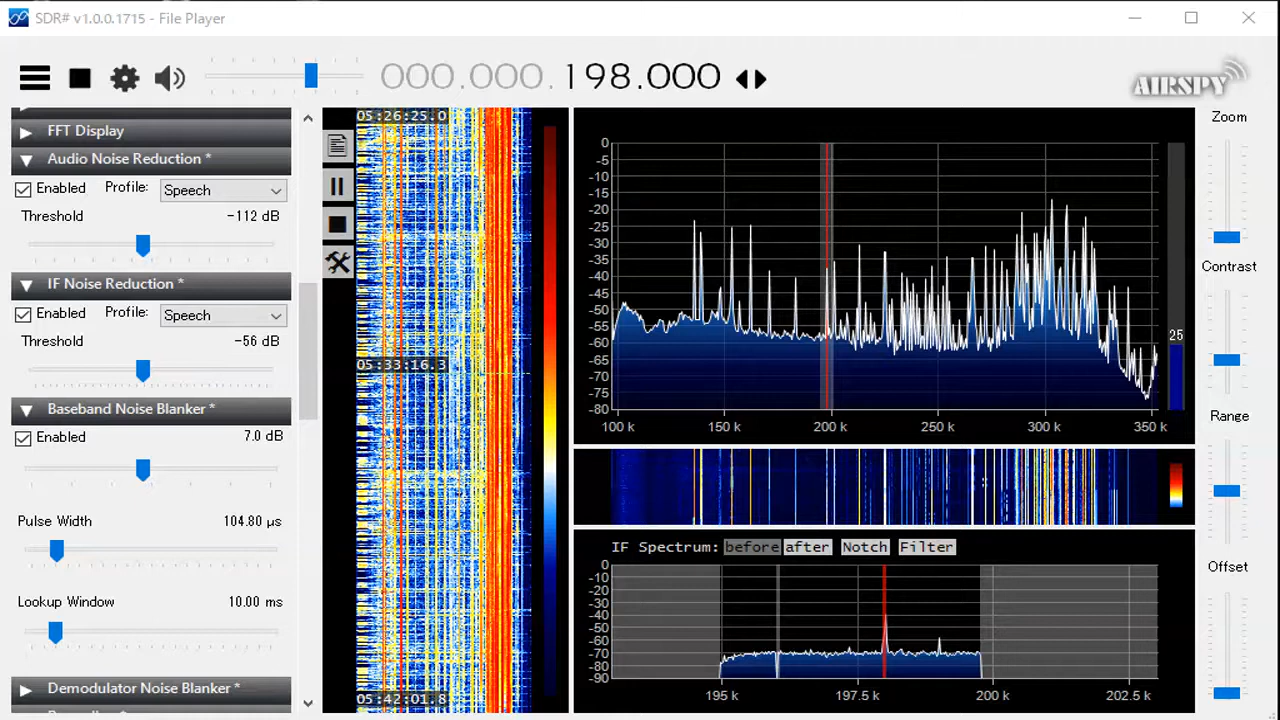 SDR# v1.0.0.1715 - File Player
000.000.198.000
AIRSPY
FFT Display
Audio Noise Reduction *
Enabled Profile: Speech
Threshold -112 dB
IF Noise Reduction *
Enabled Profile: Speech
Threshold -56 dB
Baseband Noise Blanker *
Enabled 7.0 dB
Pulse Width 104.80 µs
Lookup Window 10.00 ms
Demodulator Noise Blanker *
05:26:25.0
05:33:16.3
05:42:01.8
0
-5
-10
-15
-20
-25
-30
-35
-40
-45
-50
-55
-60
-65
-70
-75
-80
100 k 150 k 200 k 250 k 300 k 350 k
25
IF Spectrum: before after Notch Filter
0
-10
-20
-30
-40
-50
-60
-70
-80
-90
195 k 197.5 k 200 k 202.5 k
Zoom
Contrast
Range
Offset